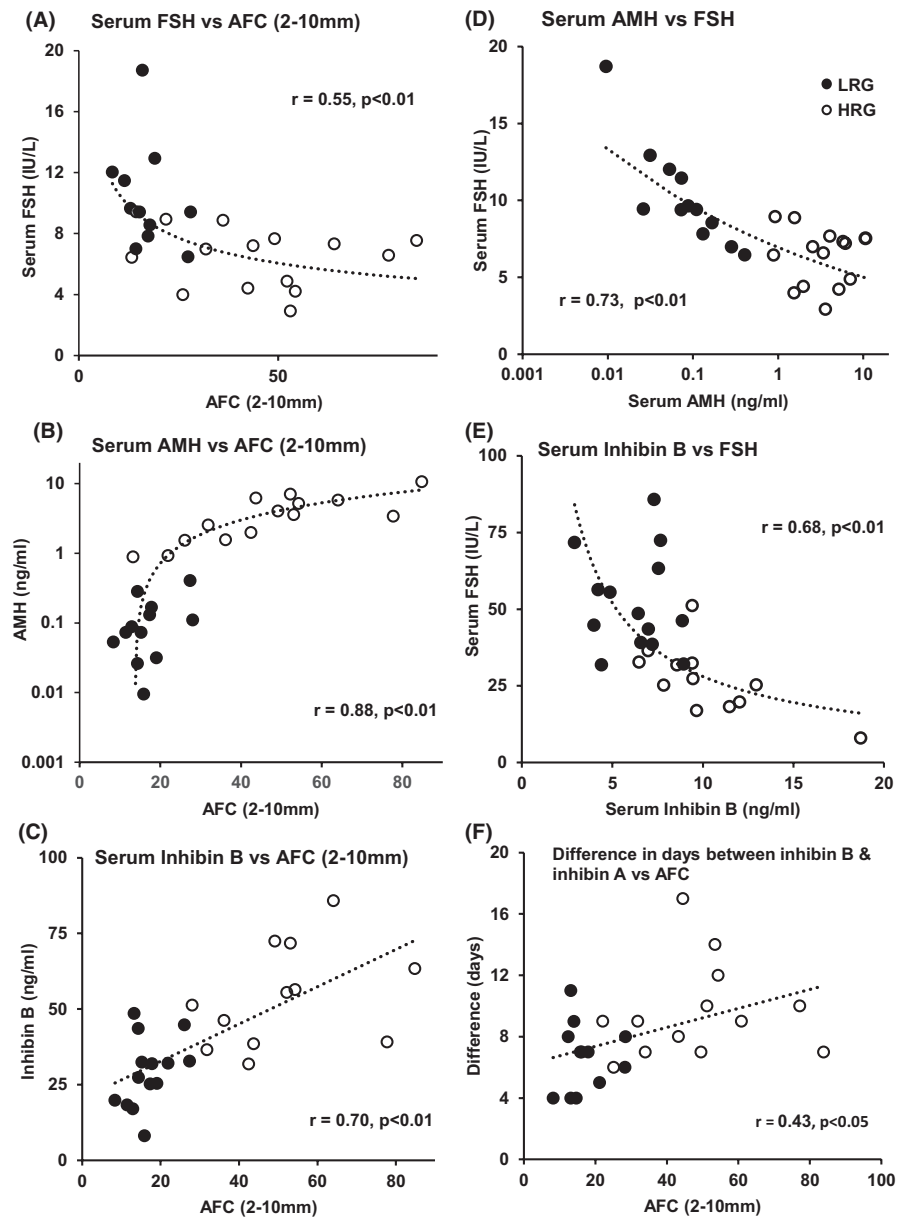 (A)
Serum FSH vs AFC (2-10mm)
20
16
12
8
4
0
Serum FSH (IU/L)
r = 0.55, p<0.01
0
50
AFC (2-10mm)
(D)
Serum AMH vs FSH
20
15
10
5
0
Serum FSH (IU/L)
LRG
HRG
r = 0.73, p<0.01
0.001
0.01
0.1
1
10
Serum AMH (ng/ml)
(B)
Serum AMH vs AFC (2-10mm)
10
1
0.1
0.01
0.001
AMH (ng/ml)
r = 0.88, p<0.01
0
20
40
60
80
AFC (2-10mm)
(E)
Serum Inhibin B vs FSH
100
75
50
25
0
Serum FSH (IU/L)
r = 0.68, p<0.01
0
5
10
15
20
Serum Inhibin B (ng/ml)
(C)
Serum Inhibin B vs AFC (2-10mm)
100
75
50
25
0
Inhibin B (ng/ml)
r = 0.70, p<0.01
0
20
40
60
80
AFC (2-10mm)
(F)
Difference in days between inhibin B &
inhibin A vs AFC
20
16
12
8
4
0
Difference (days)
r = 0.43, p<0.05
0
20
40
60
80
100
AFC (2-10mm)